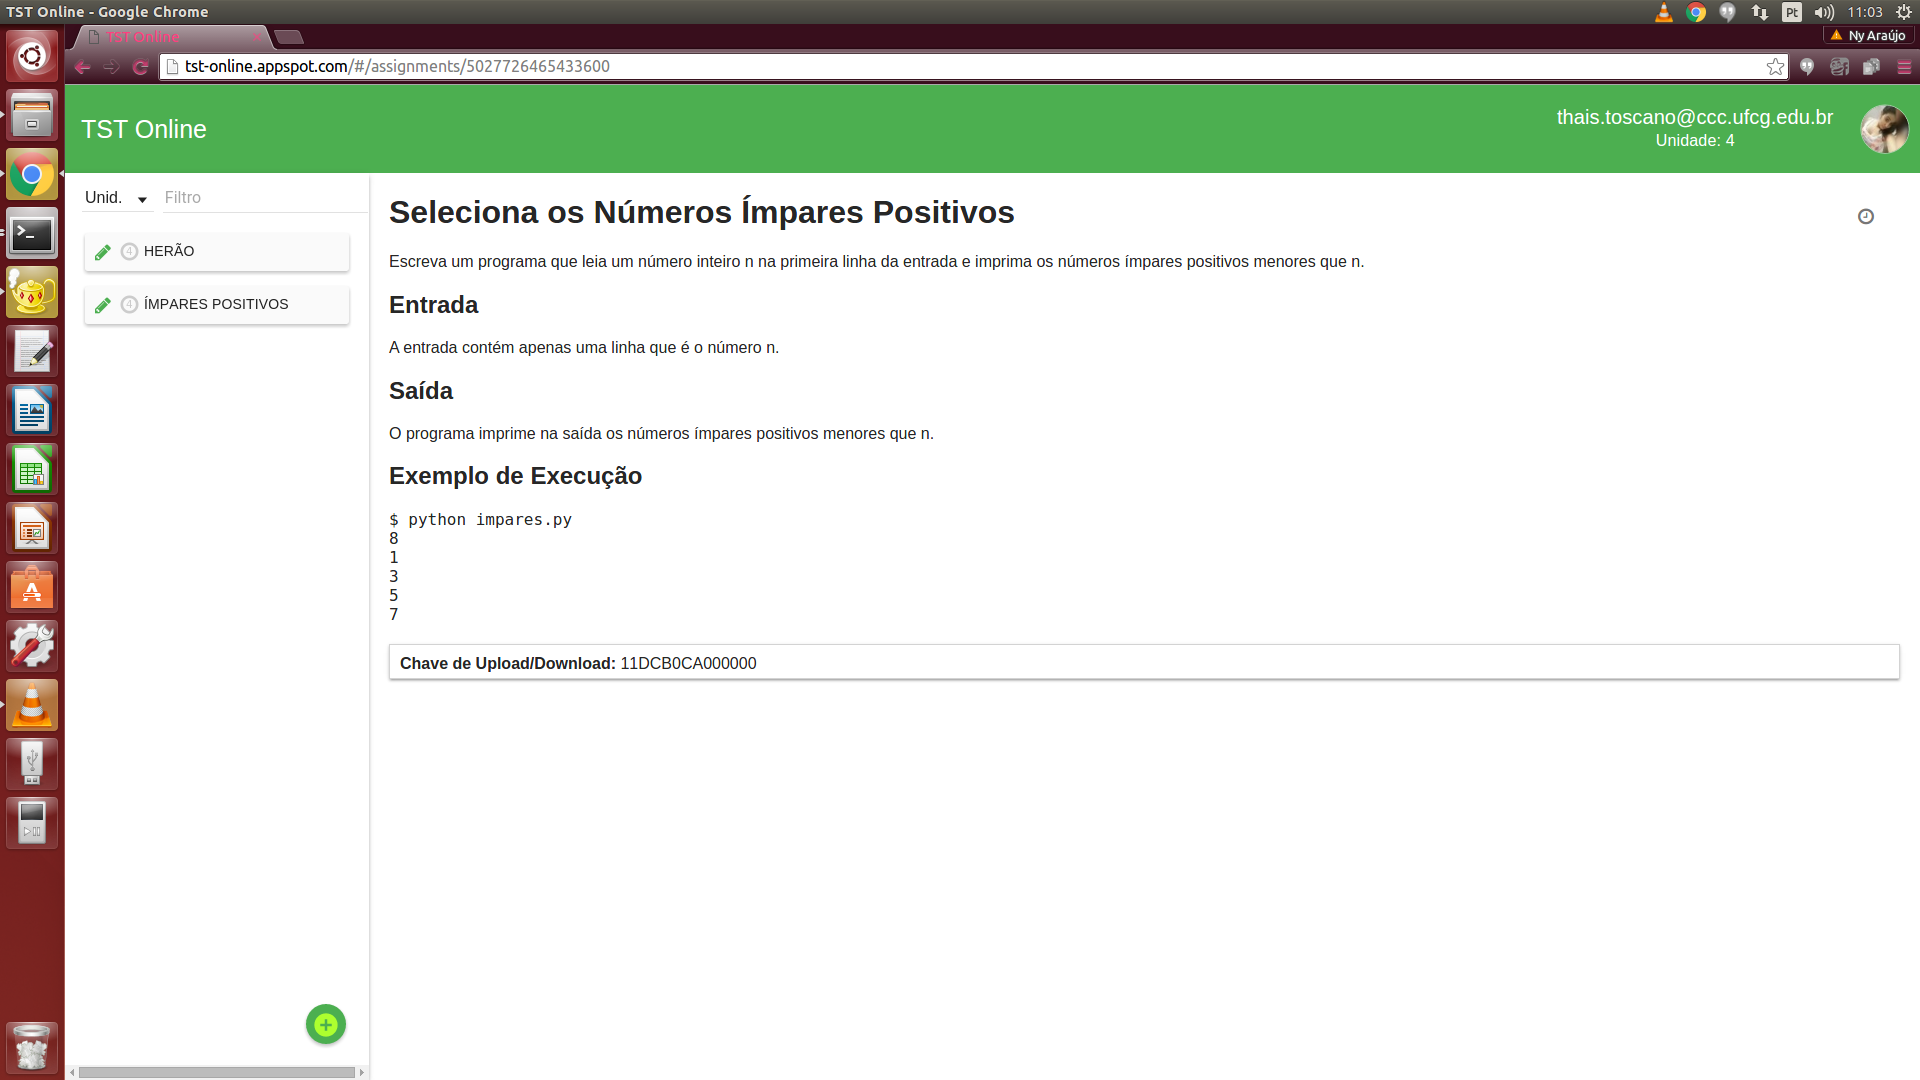 TST Online - Google Chrome
Pt
11:03
TST Online
Ny Araújo
tst-online.appspot.com/#/assignments/5027726465433600
TST Online
thais.toscano@ccc.ufcg.edu.br
Unidade: 4
Unid.
Filtro
4 HERÃO
4 ÍMPARES POSITIVOS
Seleciona os Números Ímpares Positivos
Escreva um programa que leia um número inteiro n na primeira linha da entrada e imprima os números ímpares positivos menores que n.
Entrada
A entrada contém apenas uma linha que é o número n.
Saída
O programa imprime na saída os números ímpares positivos menores que n.
Exemplo de Execução
$ python impares.py
8
1
3
5
7
Chave de Upload/Download: 11DCB0CA000000